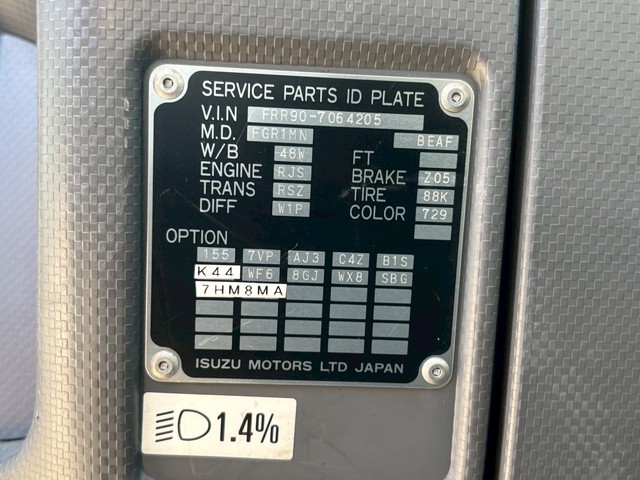 SERVICE PARTS ID PLATE
V.I.N FRR90-7064205
M.D. FGR1MN BEAF
W/B 48W FT
ENGINE RJS BRAKE Z05
TRANS RSZ TIRE 88K
DIFF W1P COLOR 729
OPTION
155 7VP AJ3 C4Z B1S
K44 WF6 8GJ WX8 SBG
7HM8MA
ISUZU MOTORS LTD JAPAN
1.4%